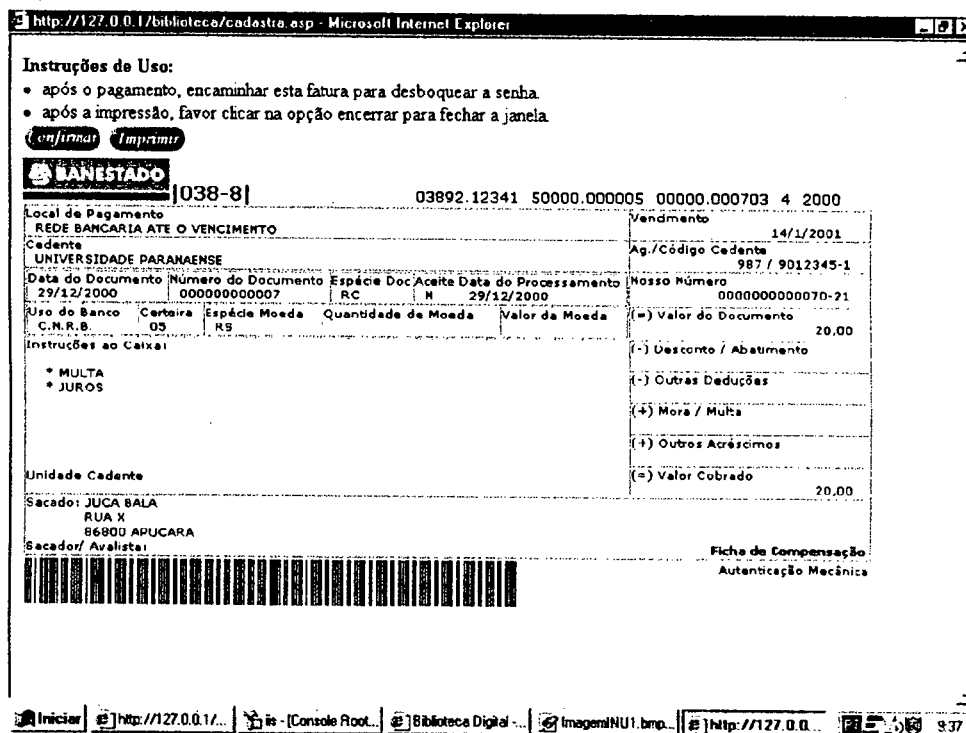 http://127.0.0.1/biblioteca/cadastra.asp - Microsoft Internet Explorer
Instruções de Uso:
• após o pagamento, encaminhar esta fatura para desboquear a senha.
• após a impressão, favor clicar na opção encerrar para fechar a janela
Confirmar Imprimir
BANESTADO
|038-8| 03892.12341 50000.000005 00000.000703 4 2000
Local de Pagamento Vencimento
REDE BANCARIA ATE O VENCIMENTO 14/1/2001
Cedente Ag./Código Cedente
UNIVERSIDADE PARANAENSE 987 / 9012345-1
Data do Documento Número do Documento Espécie Doc Aceite Data do Processamento Nosso Número
29/12/2000 000000000007 RC N 29/12/2000 0000000000070-21
Uso do Banco Carteira Espécie Moeda Quantidade de Moeda Valor da Moeda (=) Valor do Documento
C.N.R.B. 05 R$ 20,00
Instruções ao Caixa: (-) Desconto / Abatimento
* MULTA
* JUROS (-) Outras Deduções
(+) Mora / Multa
(+) Outros Acréscimos
Unidade Cedente (=) Valor Cobrado
20,00
Sacado: JUCA BALA
RUA X
86800 APUCARA
Sacador/ Avalista: Ficha de Compensação
Autenticação Mecânica
Iniciar http://127.0.0.1/... iis - [Console Root... Biblioteca Digital -... ImagemINU1.bmp... http://127.0.0... 9:37